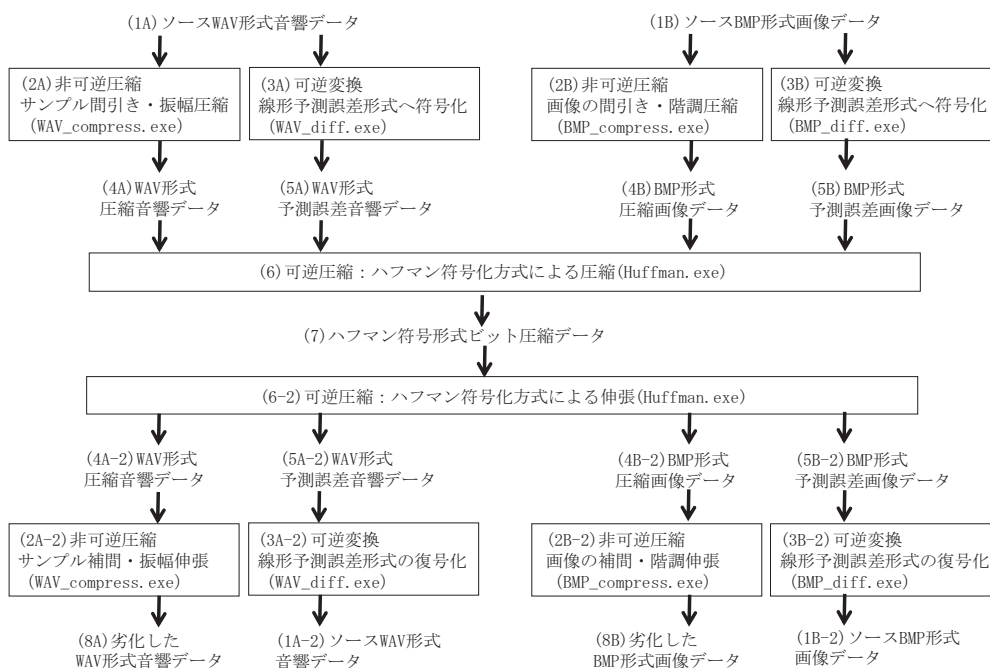 (1A)ソースWAV形式音響データ
(1B)ソースBMP形式画像データ
(2A)非可逆圧縮
サンプル間引き・振幅圧縮
(WAV_compress.exe)
(3A)可逆変換
線形予測誤差形式へ符号化
(WAV_diff.exe)
(2B)非可逆圧縮
画像の間引き・階調圧縮
(BMP_compress.exe)
(3B)可逆変換
線形予測誤差形式へ符号化
(BMP_diff.exe)
(4A)WAV形式
圧縮音響データ
(5A)WAV形式
予測誤差音響データ
(4B)BMP形式
圧縮画像データ
(5B)BMP形式
予測誤差画像データ
(6)可逆圧縮：ハフマン符号化方式による圧縮(Huffman.exe)
(7)ハフマン符号形式ビット圧縮データ
(6-2)可逆圧縮：ハフマン符号化方式による伸張(Huffman.exe)
(4A-2)WAV形式
圧縮音響データ
(5A-2)WAV形式
予測誤差音響データ
(4B-2)BMP形式
圧縮画像データ
(5B-2)BMP形式
予測誤差画像データ
(2A-2)非可逆圧縮
サンプル補間・振幅伸張
(WAV_compress.exe)
(3A-2)可逆変換
線形予測誤差形式の復号化
(WAV_diff.exe)
(2B-2)非可逆圧縮
画像の補間・階調伸張
(BMP_compress.exe)
(3B-2)可逆変換
線形予測誤差形式の復号化
(BMP_diff.exe)
(8A)劣化した
WAV形式音響データ
(1A-2)ソースWAV形式
音響データ
(8B)劣化した
BMP形式画像データ
(1B-2)ソースBMP形式
画像データ